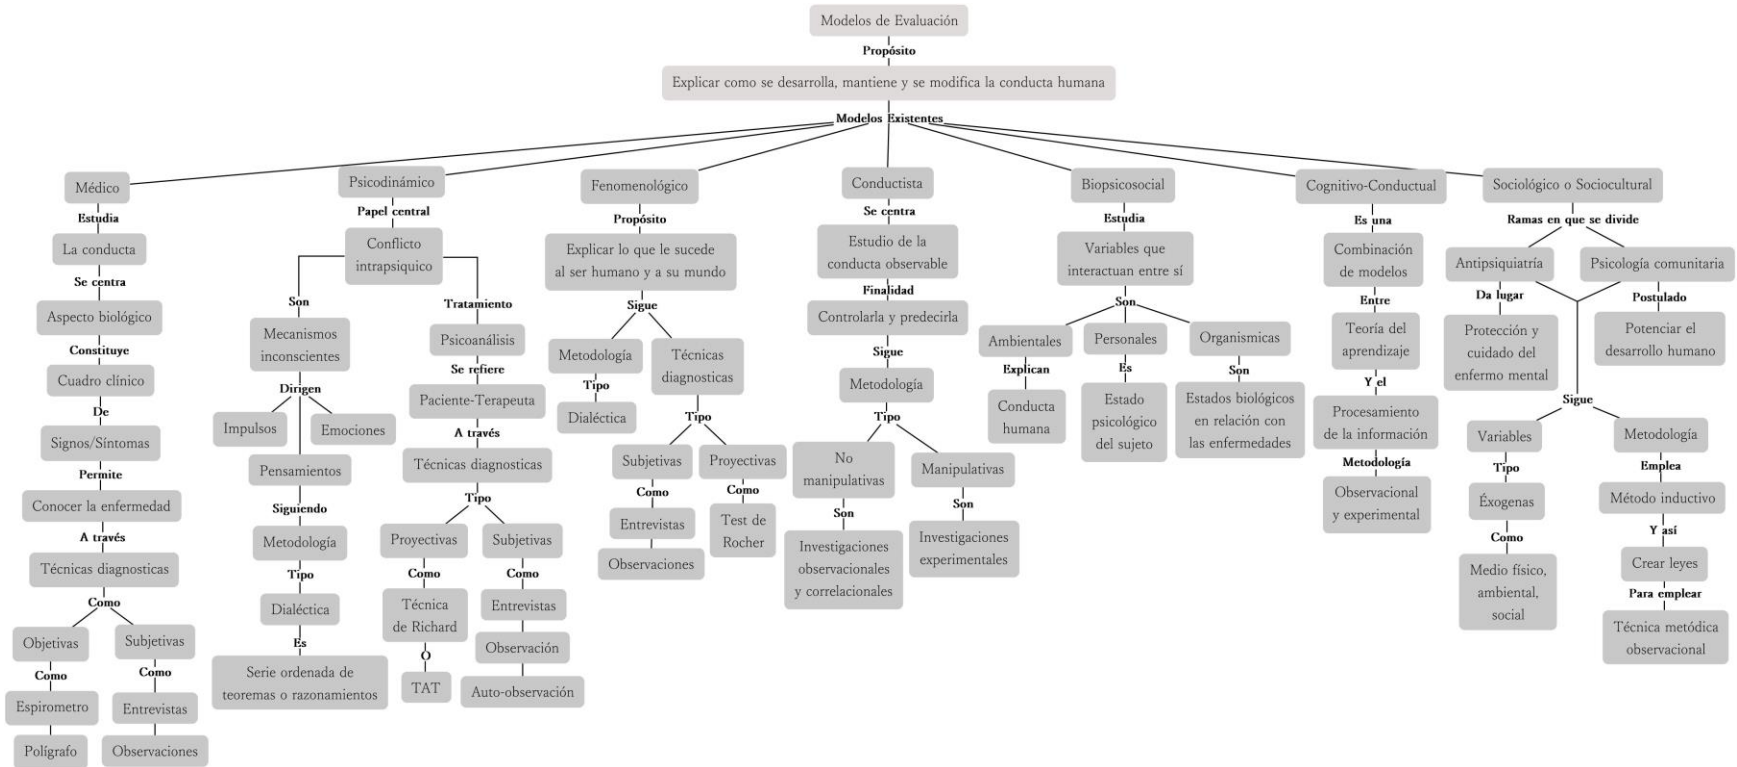 Modelos de Evaluación
Propósito
Explicar como se desarrolla, mantiene y se modifica la conducta humana
Modelos Existentes
Médico
Estudia
La conducta
Se centra
Aspecto biológico
Constituye
Cuadro clínico
De
Signos/Síntomas
Permite
Conocer la enfermedad
A través
Técnicas diagnosticas
Como
Objetivas
Como
Espirometro
Polígrafo
Subjetivas
Como
Entrevistas
Observaciones
Psicodinámico
Papel central
Conflicto
intrapsiquico
Son
Mecanismos
inconscientes
Dirigen
Impulsos
Emociones
Pensamientos
Siguiendo
Metodología
Tipo
Dialéctica
Es
Serie ordenada de
teoremas o razonamientos
Tratamiento
Psicoanálisis
Se refiere
Paciente-Terapeuta
A través
Técnicas diagnosticas
Tipo
Proyectivas
Como
Técnica
de Richard
O
TAT
Subjetivas
Como
Entrevistas
Observación
Auto-observación
Fenomenológico
Propósito
Explicar lo que le sucede
al ser humano y a su mundo
Sigue
Metodología
Tipo
Dialéctica
Técnicas
diagnosticas
Tipo
Subjetivas
Como
Entrevistas
Observaciones
Proyectivas
Como
Test de
Rocher
Conductista
Se centra
Estudio de la
conducta observable
Finalidad
Controlarla y predecirla
Sigue
Metodología
Tipo
No
manipulativas
Son
Investigaciones
observacionales
y correlacionales
Manipulativas
Son
Investigaciones
experimentales
Biopsicosocial
Estudia
Variables que
interactuan entre sí
Son
Ambientales
Explican
Conducta
humana
Personales
Es
Estado
psicológico
del sujeto
Organismicas
Son
Estados biológicos
en relación con
las enfermedades
Cognitivo-Conductual
Es una
Combinación
de modelos
Entre
Teoría del
aprendizaje
Y el
Procesamiento
de la información
Metodología
Observacional
y experimental
Sociológico o Sociocultural
Ramas en que se divide
Antipsiquiatría
Da lugar
Protección y
cuidado del
enfermo mental
Psicología comunitaria
Postulado
Potenciar el
desarrollo humano
Sigue
Variables
Tipo
Éxogenas
Como
Medio físico,
ambiental,
social
Metodología
Emplea
Método inductivo
Y así
Crear leyes
Para emplear
Técnica metódica
observacional